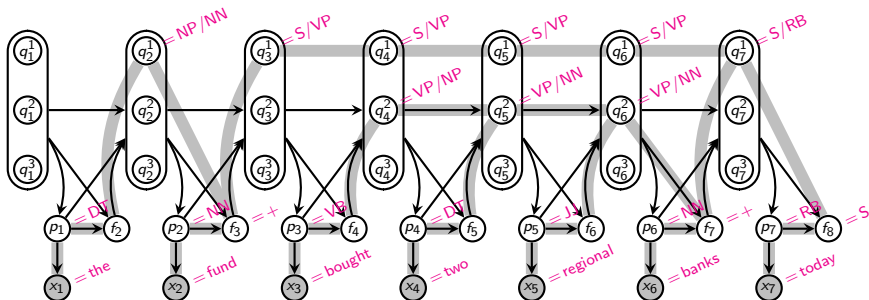 = NP/NN = S/VP = S/VP = S/VP = S/VP = S/RB
q₁¹ q₂¹ q₃¹ q₄¹ q₅¹ q₆¹ q₇¹
= VP/NP = VP/NN = VP/NN
q₁² q₂² q₃² q₄² q₅² q₆² q₇²
q₁³ q₂³ q₃³ q₄³ q₅³ q₆³ q₇³
= DT = NN = VB = DT = JJ = NN = RB
p₁ f₂ p₂ f₃ = + p₃ f₄ p₄ f₅ p₅ f₆ p₆ f₇ = + p₇ f₈ = S
x₁ = the x₂ = fund x₃ = bought x₄ = two x₅ = regional x₆ = banks x₇ = today